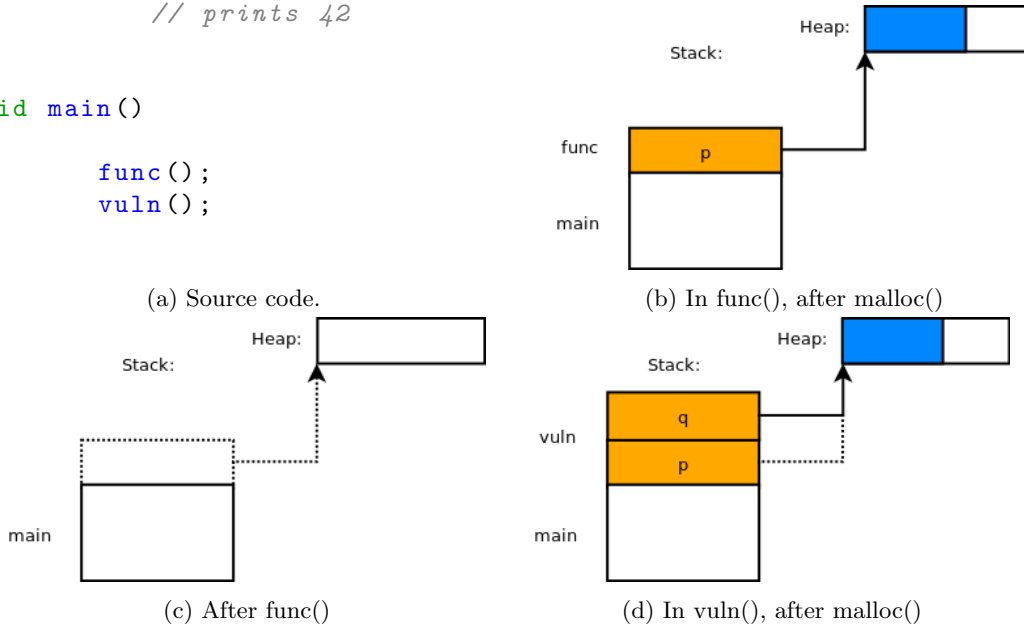 // prints 42
id main()
func();
vuln();
(a) Source code.
Heap:
Stack:
func
p
main
(b) In func(), after malloc()
Heap:
Stack:
main
(c) After func()
Heap:
Stack:
q
vuln
p
main
(d) In vuln(), after malloc()